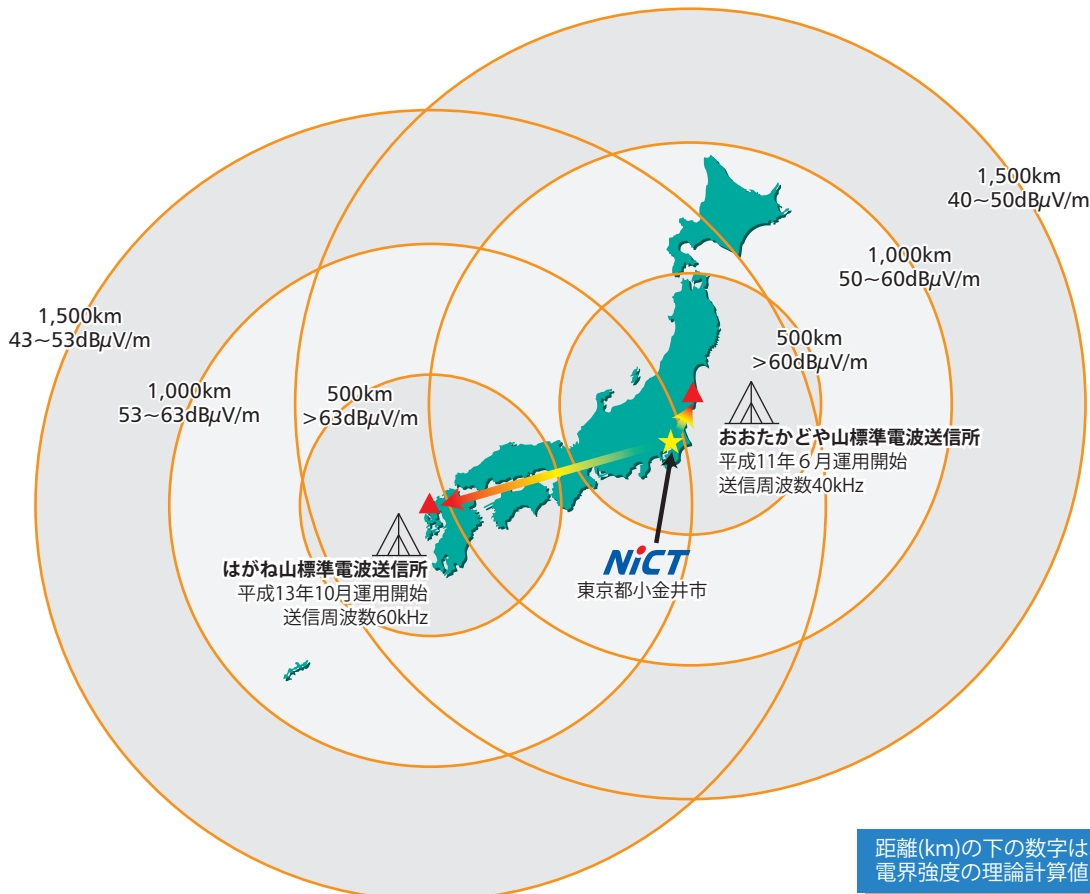 1,500km
40~50dBμV/m
1,000km
50~60dBμV/m
500km
>60dBμV/m
1,500km
43~53dBμV/m
1,000km
53~63dBμV/m
500km
>63dBμV/m
おおたかどや山標準電波送信所
平成11年6月運用開始
送信周波数40kHz
はがね山標準電波送信所
平成13年10月運用開始
送信周波数60kHz
NiCT
東京都小金井市
距離(km)の下の数字は
電界強度の理論計算値